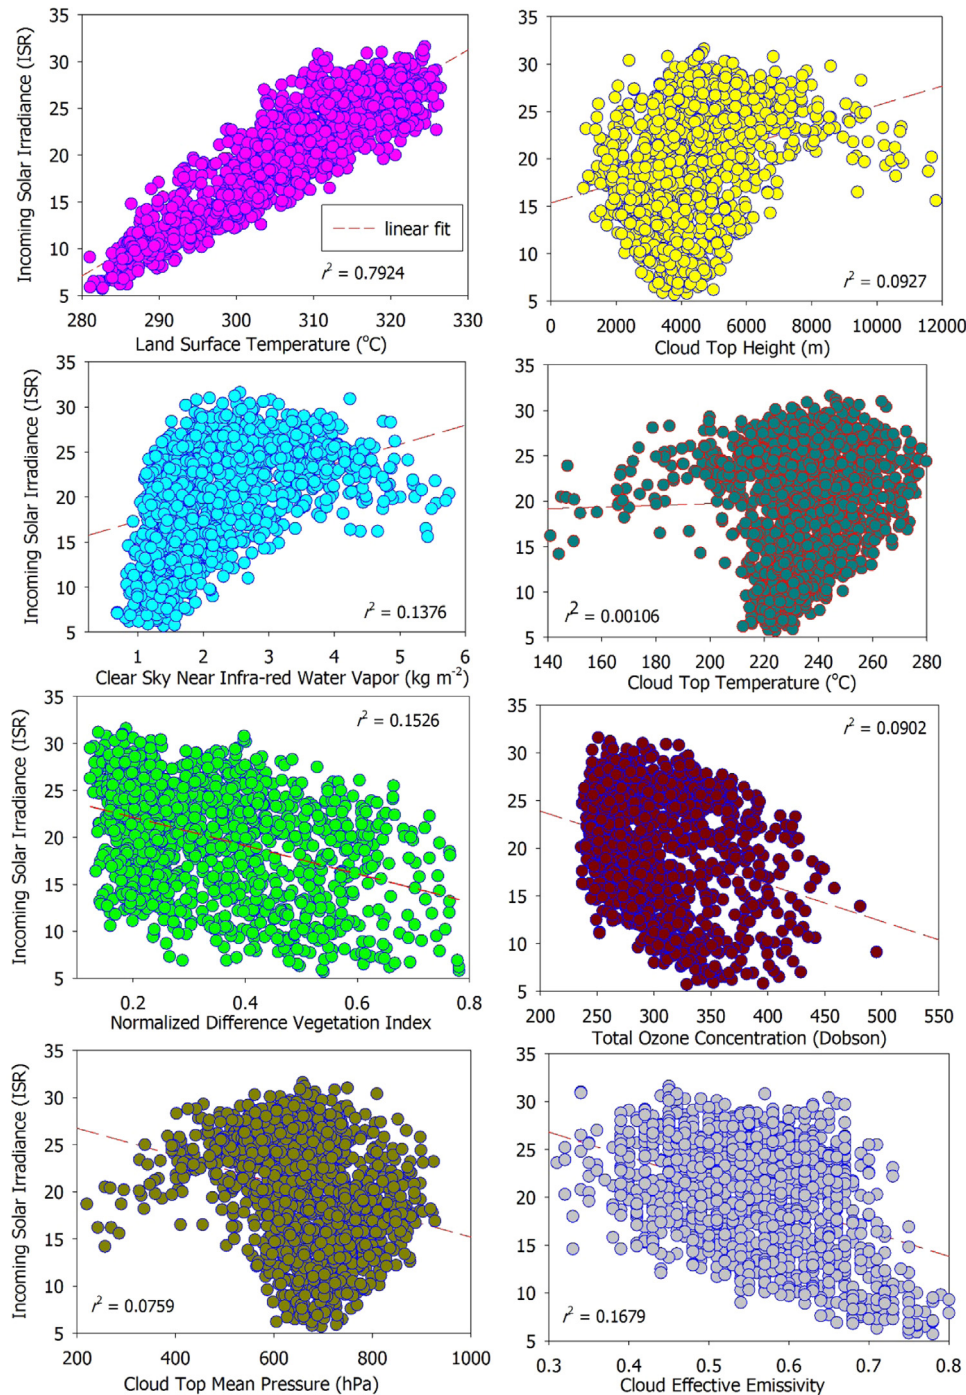 35
30
25
20
15
10
5
Incoming Solar Irradiance (ISR)
linear fit
r² = 0.7924
280 290 300 310 320 330
Land Surface Temperature (°C)
35
30
25
20
15
10
5
r² = 0.0927
0 2000 4000 6000 8000 10000 12000
Cloud Top Height (m)
35
30
25
20
15
10
5
Incoming Solar Irradiance (ISR)
r² = 0.1376
1 2 3 4 5 6
Clear Sky Near Infra-red Water Vapor (kg m⁻²)
35
30
25
20
15
10
5
r² = 0.00106
140 160 180 200 220 240 260 280
Cloud Top Temperature (°C)
35
30
25
20
15
10
5
Incoming Solar Irradiance (ISR)
r² = 0.1526
0.2 0.4 0.6 0.8
Normalized Difference Vegetation Index
35
30
25
20
15
10
5
r² = 0.0902
200 250 300 350 400 450 500 550
Total Ozone Concentration (Dobson)
35
30
25
20
15
10
5
Incoming Solar Irradiance (ISR)
r² = 0.0759
200 400 600 800 1000
Cloud Top Mean Pressure (hPa)
35
30
25
20
15
10
5
r² = 0.1679
0.3 0.4 0.5 0.6 0.7 0.8
Cloud Effective Emissivity